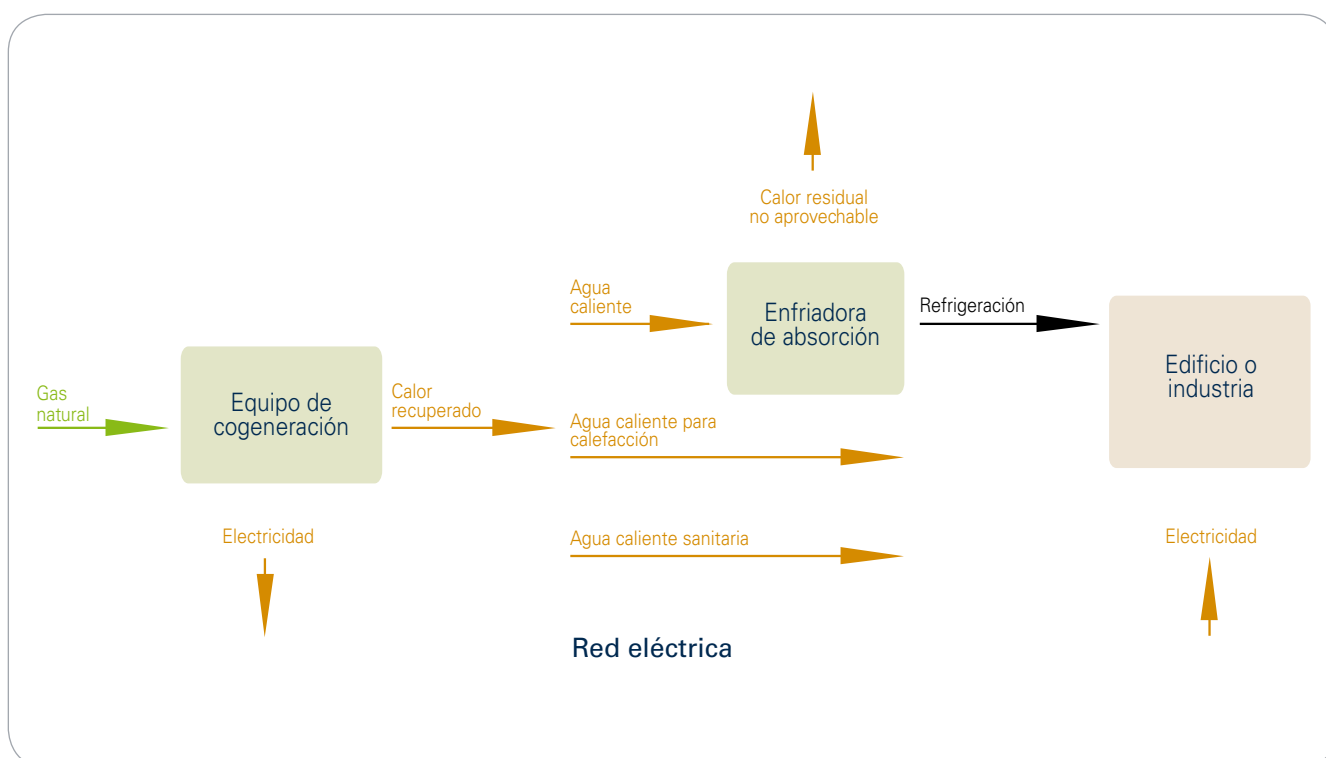 Calor residual
no aprovechable
Agua
caliente
Enfriadora
de absorción
Refrigeración
Edificio o
industria
Gas
natural
Equipo de
cogeneración
Calor
recuperado
Agua caliente para
calefacción
Electricidad
Agua caliente sanitaria
Electricidad
Red eléctrica